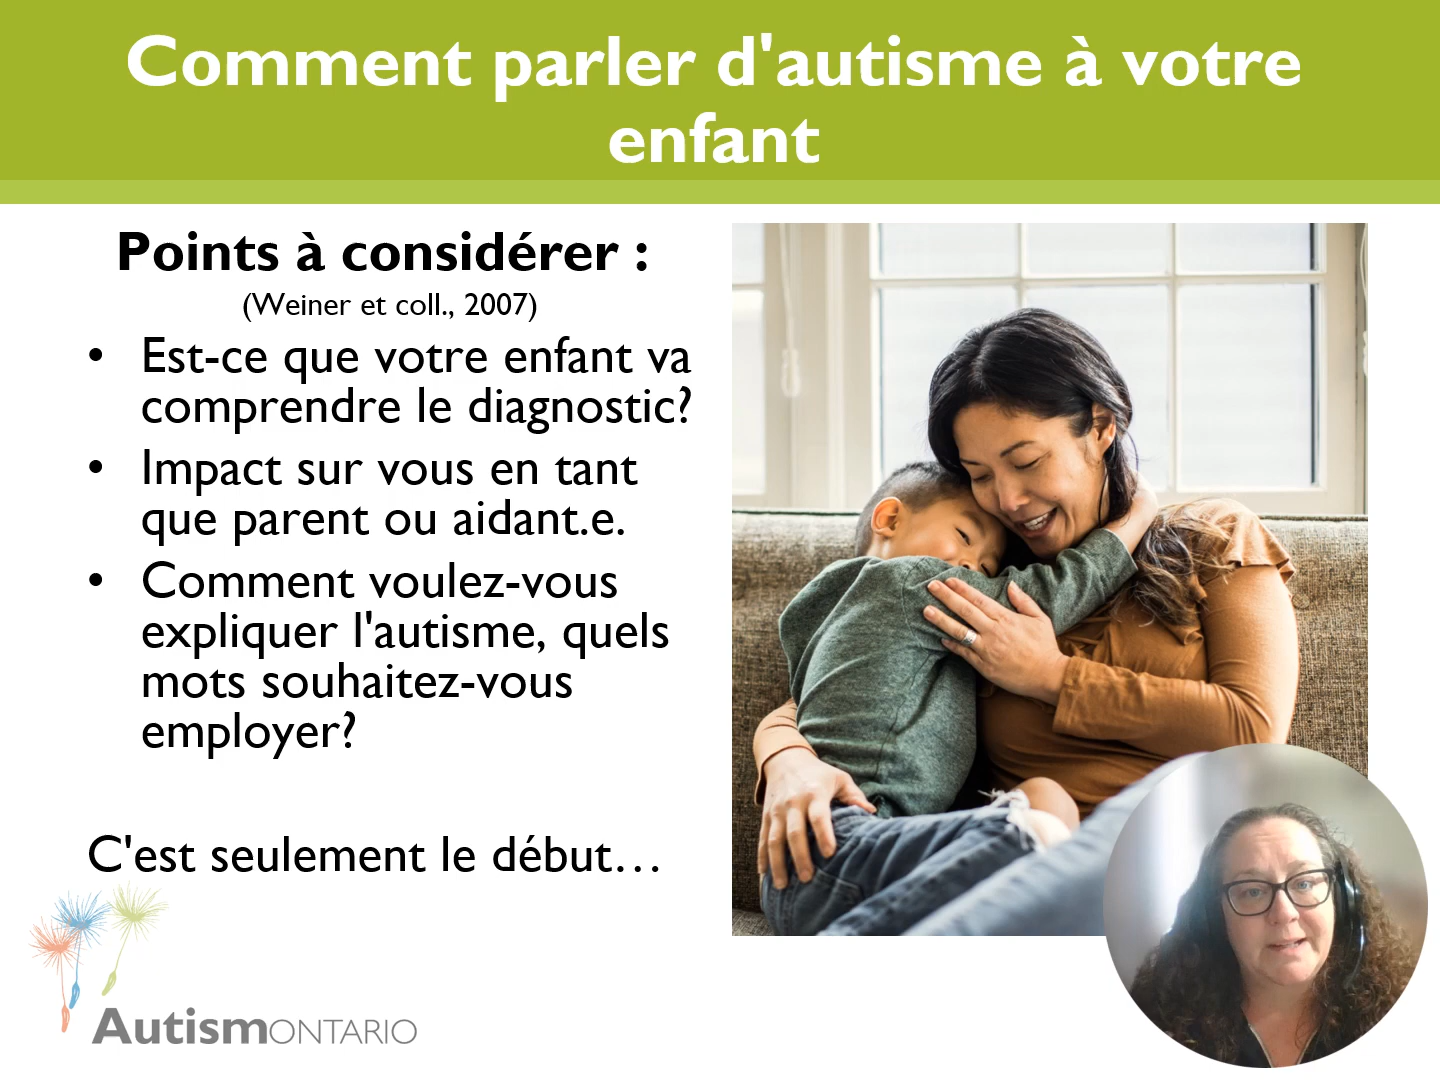 Comment parler d'autisme à votre
enfant
Points à considérer :
(Weiner et coll., 2007)
• Est-ce que votre enfant va
comprendre le diagnostic?
• Impact sur vous en tant
que parent ou aidant.e.
• Comment voulez-vous
expliquer l'autisme, quels
mots souhaitez-vous
employer?
C'est seulement le début…
AutismONTARIO